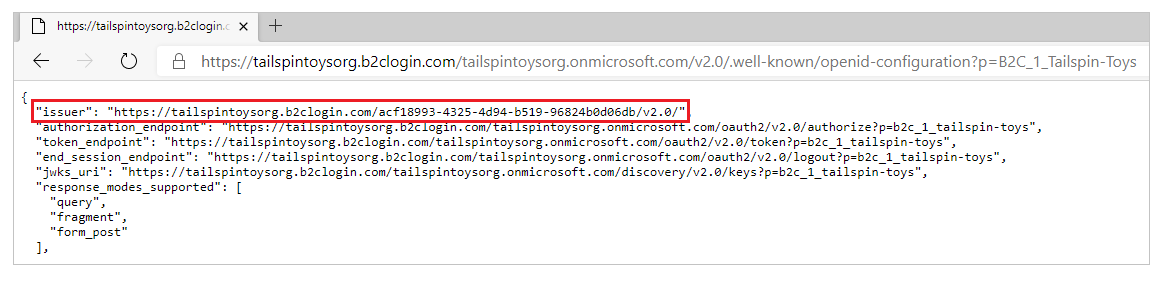 https://tailspintoysorg.b2clogin.c
https://tailspintoysorg.b2clogin.com/tailspintoysorg.onmicrosoft.com/v2.0/.well-known/openid-configuration?p=B2C_1_Tailspin-Toys
{
"issuer": "https://tailspintoysorg.b2clogin.com/acf18993-4325-4d94-b519-96824b0d06db/v2.0/",
"authorization_endpoint": "https://tailspintoysorg.b2clogin.com/tailspintoysorg.onmicrosoft.com/oauth2/v2.0/authorize?p=b2c_1_tailspin-toys",
"token_endpoint": "https://tailspintoysorg.b2clogin.com/tailspintoysorg.onmicrosoft.com/oauth2/v2.0/token?p=b2c_1_tailspin-toys",
"end_session_endpoint": "https://tailspintoysorg.b2clogin.com/tailspintoysorg.onmicrosoft.com/oauth2/v2.0/logout?p=b2c_1_tailspin-toys",
"jwks_uri": "https://tailspintoysorg.b2clogin.com/tailspintoysorg.onmicrosoft.com/discovery/v2.0/keys?p=b2c_1_tailspin-toys",
"response_modes_supported": [
"query",
"fragment",
"form_post"
],